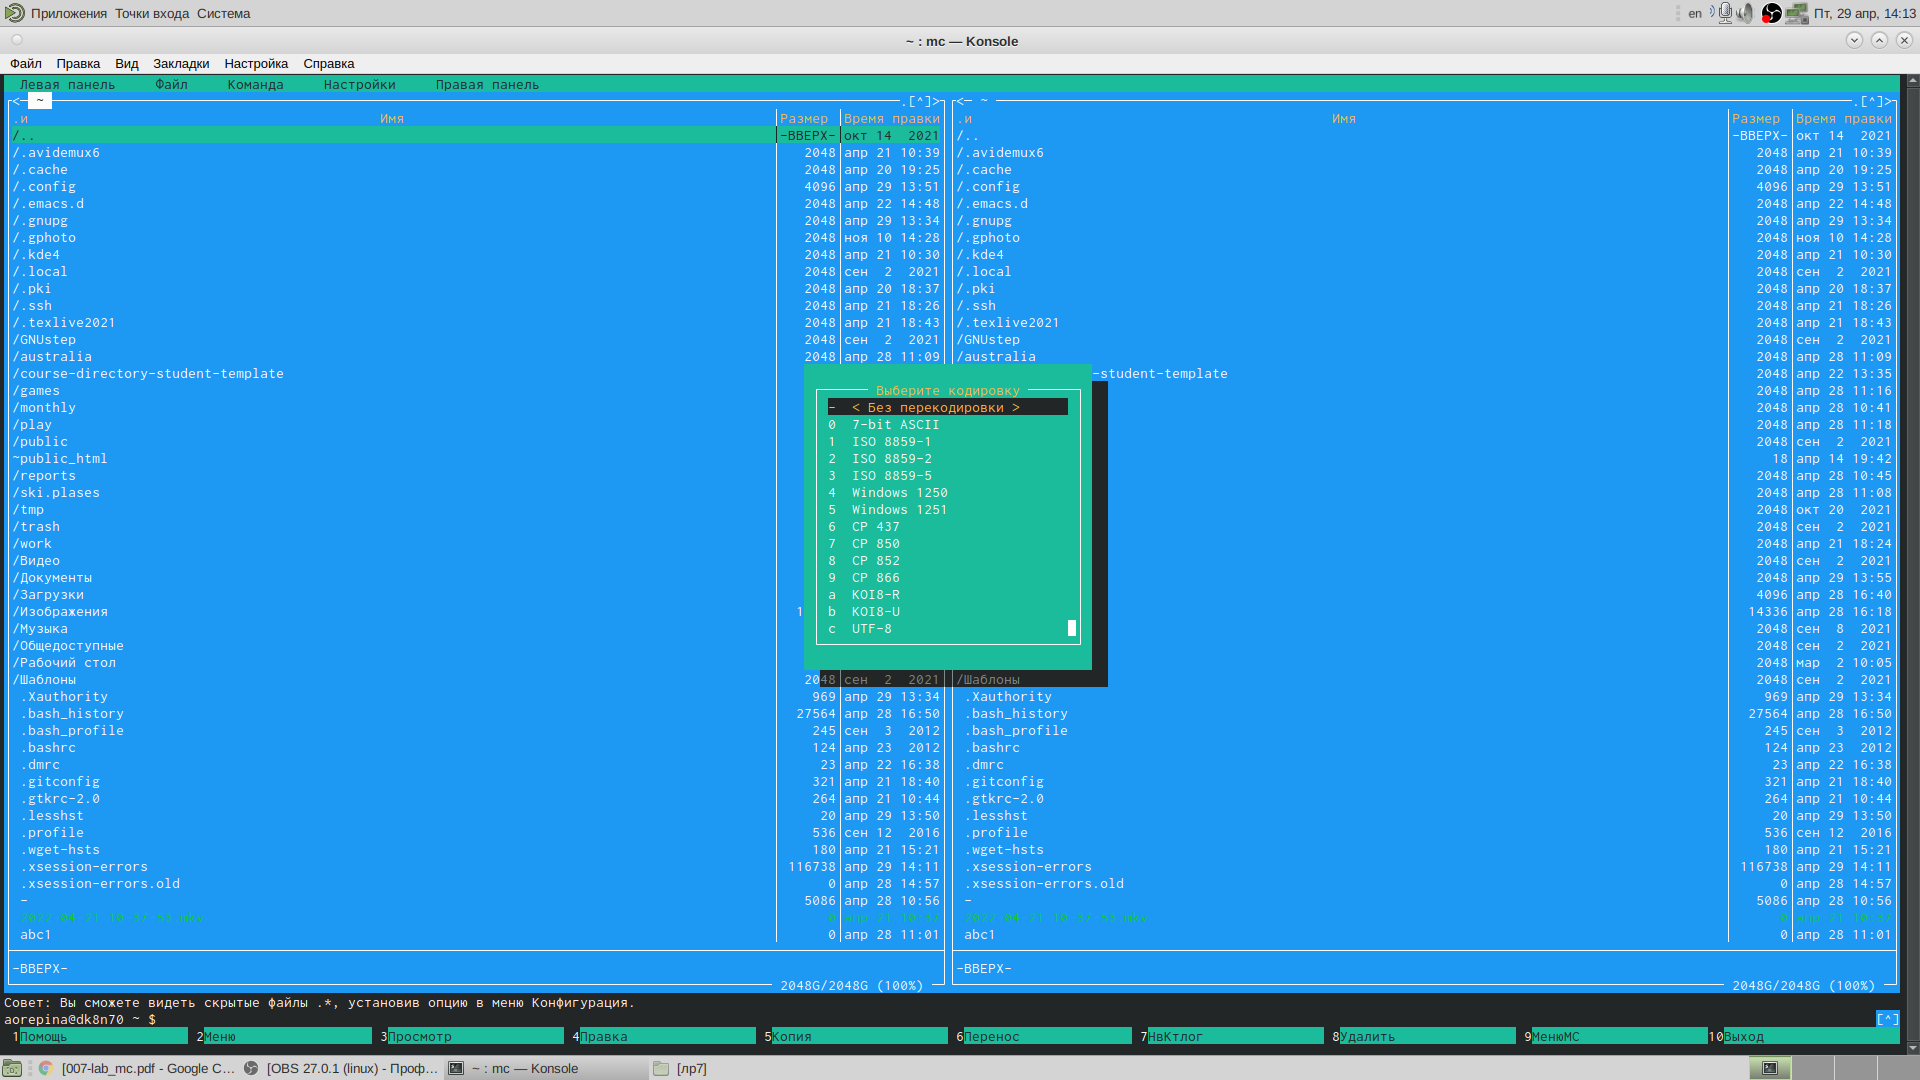 Приложения Точки входа Система
en
Пт, 29 апр, 14:13
~ : mc — Konsole
Файл Правка Вид Закладки Настройка Справка
Левая панель Файл Команда Настройки Правая панель
<─ ~ .[^]> <─ ~ .[^]>
.и Имя Размер Время правки .и Имя Размер Время правки
/.. -ВВЕРХ- окт 14 2021 /.. -ВВЕРХ- окт 14 2021
/.avidemux6 2048 апр 21 10:39 /.avidemux6 2048 апр 21 10:39
/.cache 2048 апр 20 19:25 /.cache 2048 апр 20 19:25
/.config 4096 апр 29 13:51 /.config 4096 апр 29 13:51
/.emacs.d 2048 апр 22 14:48 /.emacs.d 2048 апр 22 14:48
/.gnupg 2048 апр 29 13:34 /.gnupg 2048 апр 29 13:34
/.gphoto 2048 ноя 10 14:28 /.gphoto 2048 ноя 10 14:28
/.kde4 2048 апр 21 10:30 /.kde4 2048 апр 21 10:30
/.local 2048 сен 2 2021 /.local 2048 сен 2 2021
/.pki 2048 апр 20 18:37 /.pki 2048 апр 20 18:37
/.ssh 2048 апр 21 18:26 /.ssh 2048 апр 21 18:26
/.texlive2021 2048 апр 21 18:43 /.texlive2021 2048 апр 21 18:43
/GNUstep 2048 сен 2 2021 /GNUstep 2048 сен 2 2021
/australia 2048 апр 28 11:09 /australia 2048 апр 28 11:09
/course-directory-student-template -student-template 2048 апр 22 13:35
/games 2048 апр 28 11:16
/monthly 2048 апр 28 10:41
/play 2048 апр 28 11:18
/public 2048 сен 2 2021
~public_html 18 апр 14 19:42
/reports 2048 апр 28 10:45
/ski.plases 2048 апр 28 11:08
/tmp 2048 окт 20 2021
/trash 2048 сен 2 2021
/work 2048 апр 21 18:24
/Видео 2048 сен 2 2021
/Документы 2048 апр 29 13:55
/Загрузки 4096 апр 28 16:40
/Изображения 1 14336 апр 28 16:18
/Музыка 2048 сен 8 2021
/Общедоступные 2048 сен 2 2021
/Рабочий стол 2048 мар 2 10:05
Выберите кодировку
- < Без перекодировки >
0 7-bit ASCII
1 ISO 8859-1
2 ISO 8859-2
3 ISO 8859-5
4 Windows 1250
5 Windows 1251
6 CP 437
7 CP 850
8 CP 852
9 CP 866
a KOI8-R
b KOI8-U
c UTF-8
/Шаблоны 2048 сен 2 2021 /Шаблоны 2048 сен 2 2021
.Xauthority 969 апр 29 13:34 .Xauthority 969 апр 29 13:34
.bash_history 27564 апр 28 16:50 .bash_history 27564 апр 28 16:50
.bash_profile 245 сен 3 2012 .bash_profile 245 сен 3 2012
.bashrc 124 апр 23 2012 .bashrc 124 апр 23 2012
.dmrc 23 апр 22 16:38 .dmrc 23 апр 22 16:38
.gitconfig 321 апр 21 18:40 .gitconfig 321 апр 21 18:40
.gtkrc-2.0 264 апр 21 10:44 .gtkrc-2.0 264 апр 21 10:44
.lesshst 20 апр 29 13:50 .lesshst 20 апр 29 13:50
.profile 536 сен 12 2016 .profile 536 сен 12 2016
.wget-hsts 180 апр 21 15:21 .wget-hsts 180 апр 21 15:21
.xsession-errors 116738 апр 29 14:11 .xsession-errors 116738 апр 29 14:11
.xsession-errors.old 0 апр 28 14:57 .xsession-errors.old 0 апр 28 14:57
- 5086 апр 28 10:56 - 5086 апр 28 10:56
abc1 0 апр 28 11:01 abc1 0 апр 28 11:01
-ВВЕРХ- -ВВЕРХ-
2048G/2048G (100%) 2048G/2048G (100%)
Совет: Вы сможете видеть скрытые файлы .*, установив опцию в меню Конфигурация.
aorepina@dk8n70 ~ $ [^]
1Помощь 2Меню 3Просмотр 4Правка 5Копия 6Перенос 7НвКтлог 8Удалить 9МенюMC 10Выход
[007-lab_mc.pdf - Google C... [OBS 27.0.1 (linux) - Проф... ~ : mc — Konsole [лр7]